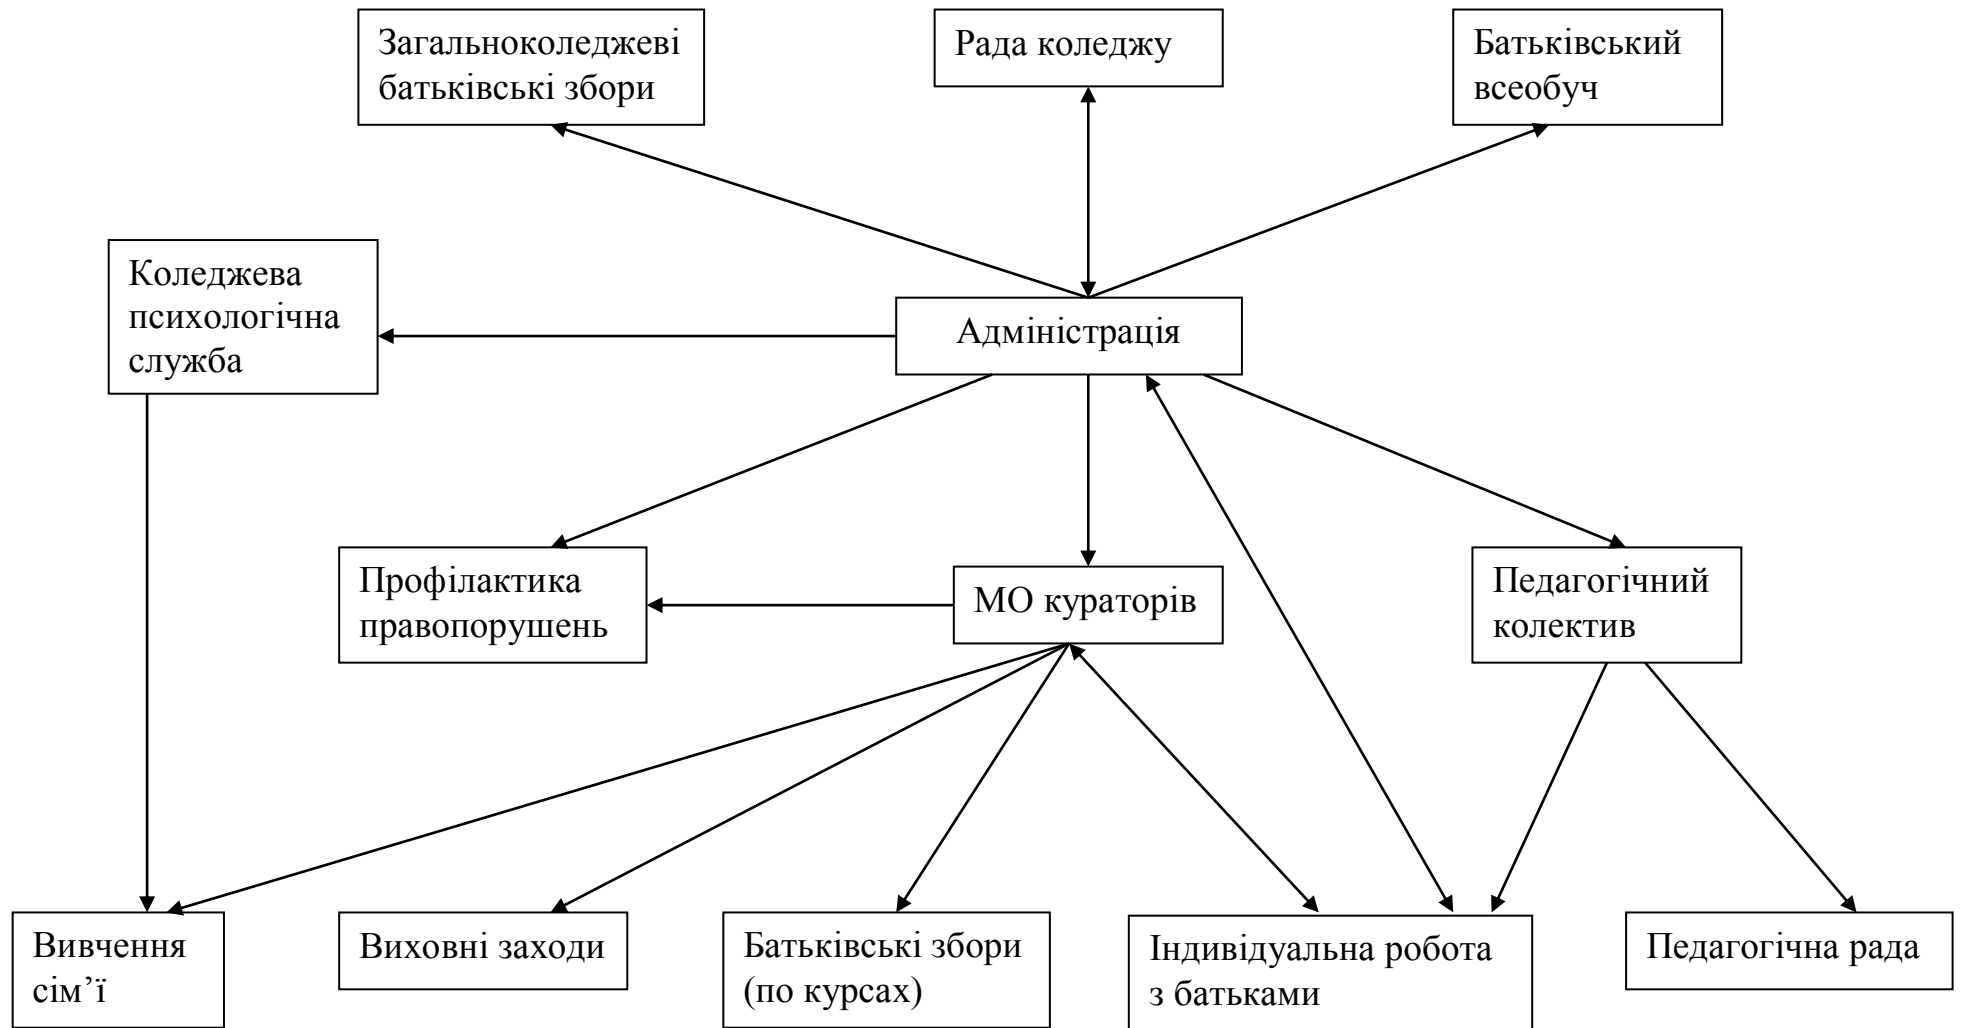 Загальноколеджеві
батьківські збори
Рада коледжу
Батьківський
всеобуч
Коледжева
психологічна
служба
Адміністрація
Профілактика
правопорушень
МО кураторів
Педагогічний
колектив
Вивчення
сім’ї
Виховні заходи
Батьківські збори
(по курсах)
Індивідуальна робота
з батьками
Педагогічна рада